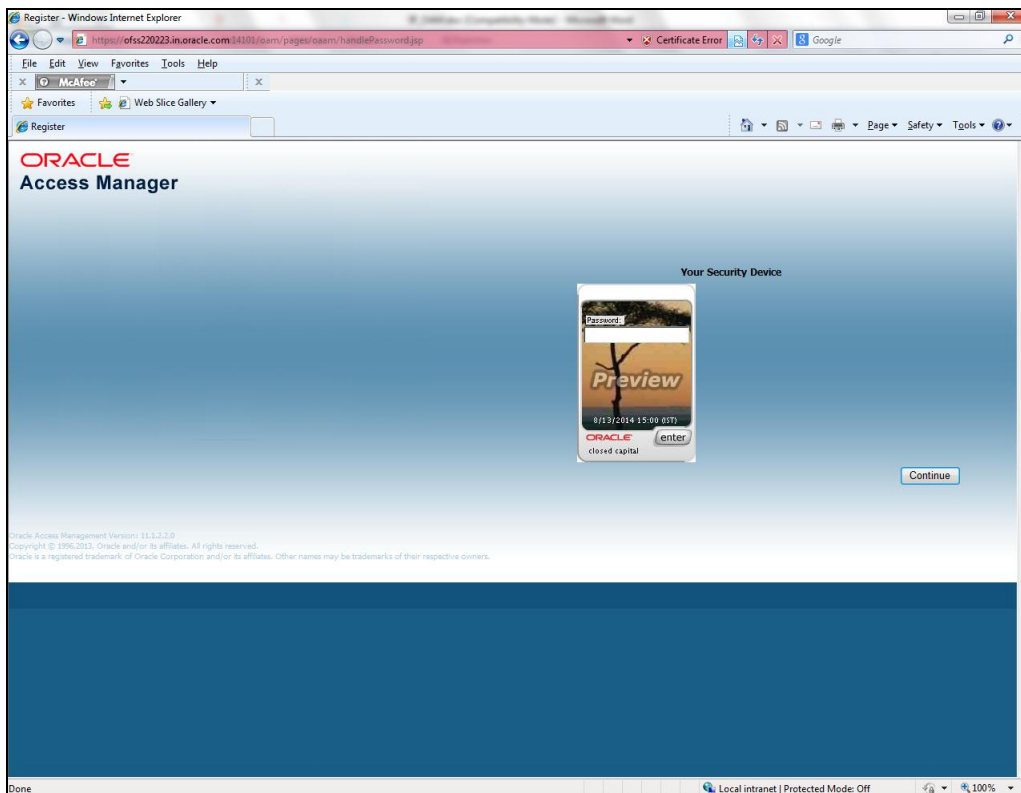 Register - Windows Internet Explorer
https://ofss220223.in.oracle.com:14101/oam/pages/oaam/handlePassword.jsp
Certificate Error
Google
File Edit View Favorites Tools Help
x McAfee x
Favorites Web Slice Gallery
Register
Page Safety Tools
ORACLE
Access Manager
Your Security Device
Password:
Preview
8/13/2014 15:00 (IST)
ORACLE enter
closed capital
Continue
Oracle Access Management Version: 11.1.2.2.0
Copyright © 1996,2013, Oracle and/or its affiliates. All rights reserved.
Oracle is a registered trademark of Oracle Corporation and/or its affiliates. Other names may be trademarks of their respective owners.
Done Local intranet | Protected Mode: Off 100%